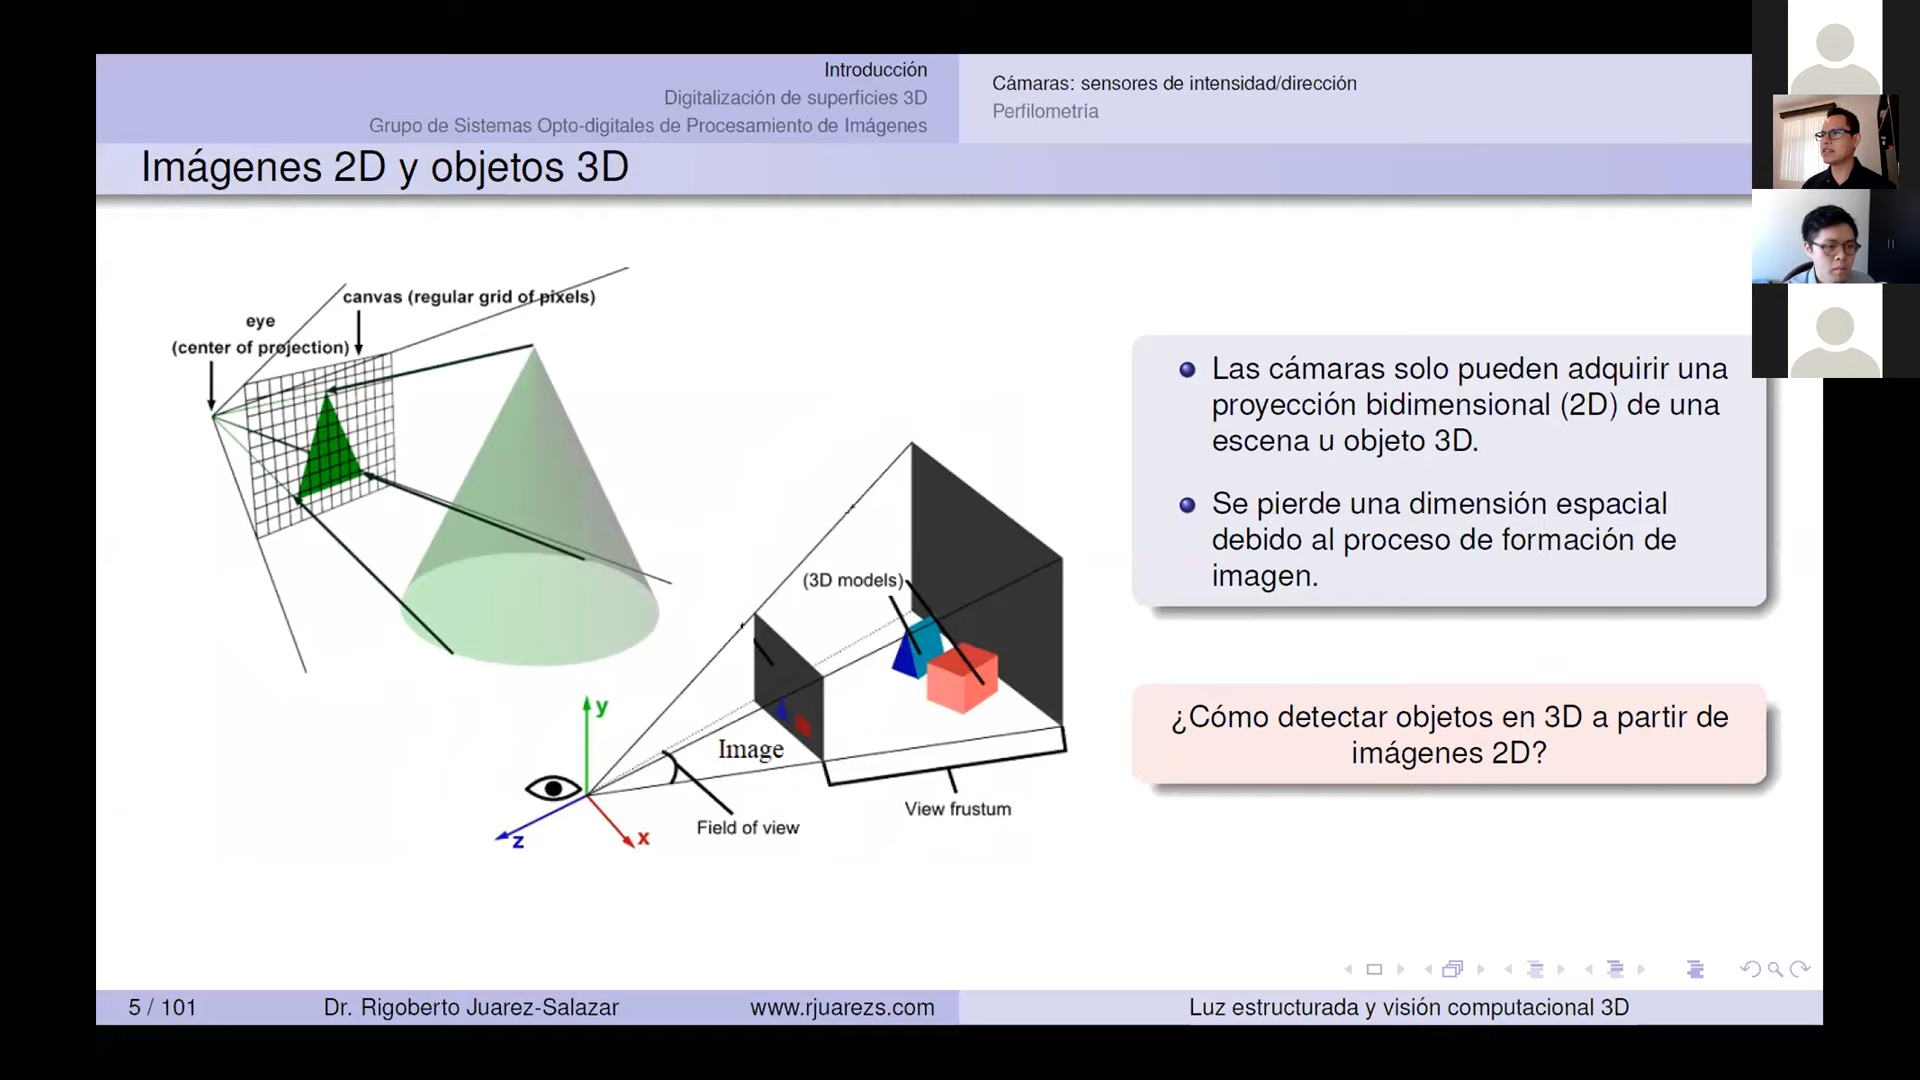 Introducción
Digitalización de superficies 3D
Grupo de Sistemas Opto-digitales de Procesamiento de Imágenes
Cámaras: sensores de intensidad/dirección
Perfilometría
Imágenes 2D y objetos 3D
canvas (regular grid of pixels)
eye
(center of projection)
(3D models)
y
Image
z
x
Field of view
View frustum
Las cámaras solo pueden adquirir una
proyección bidimensional (2D) de una
escena u objeto 3D.
Se pierde una dimensión espacial
debido al proceso de formación de
imagen.
¿Cómo detectar objetos en 3D a partir de
imágenes 2D?
5 / 101
Dr. Rigoberto Juarez-Salazar
www.rjuarezs.com
Luz estructurada y visión computacional 3D